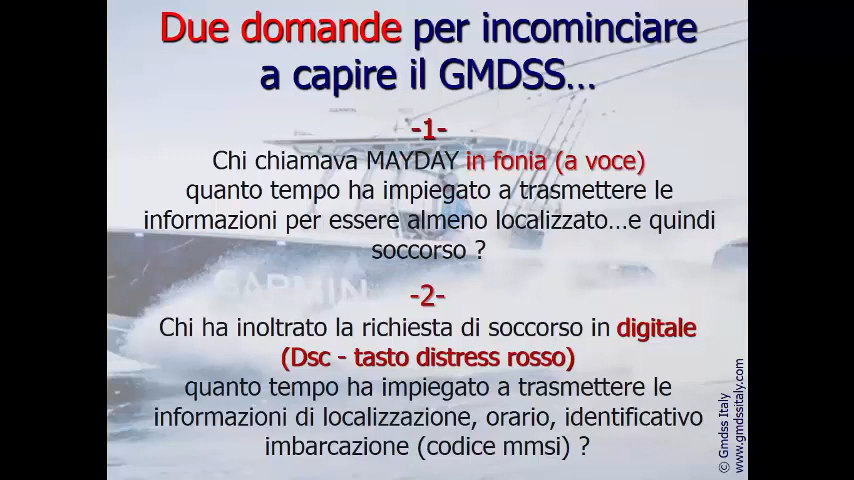 Due domande per incominciare
a capire il GMDSS...
-1-
Chi chiamava MAYDAY in fonia (a voce)
quanto tempo ha impiegato a trasmettere le
informazioni per essere almeno localizzato...e quindi
soccorso ?
GARMIN
-2-
Chi ha inoltrato la richiesta di soccorso in digitale
(Dsc - tasto distress rosso)
quanto tempo ha impiegato a trasmettere le
informazioni di localizzazione, orario, identificativo
imbarcazione (codice mmsi) ?
© Gmdss Italy
www.gmdssitaly.com